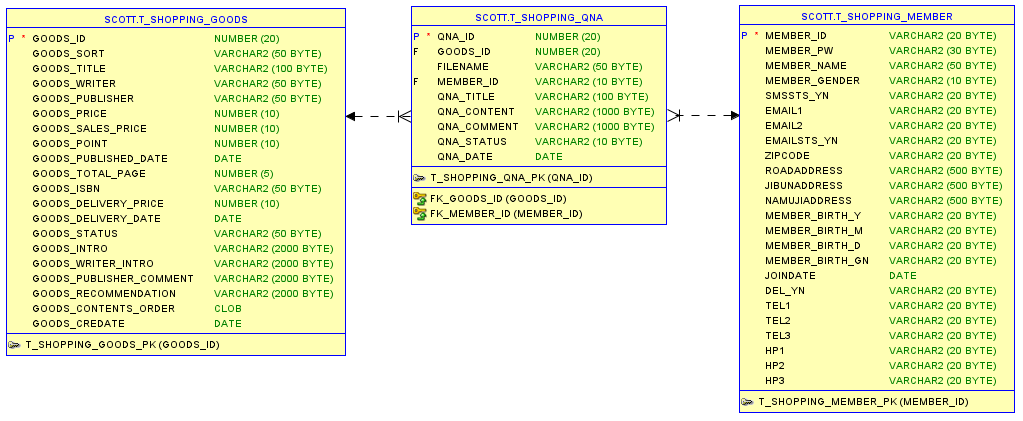 SCOTT.T_SHOPPING_GOODS
P * GOODS_ID NUMBER (20)
GOODS_SORT VARCHAR2 (50 BYTE)
GOODS_TITLE VARCHAR2 (100 BYTE)
GOODS_WRITER VARCHAR2 (50 BYTE)
GOODS_PUBLISHER VARCHAR2 (50 BYTE)
GOODS_PRICE NUMBER (10)
GOODS_SALES_PRICE NUMBER (10)
GOODS_POINT NUMBER (10)
GOODS_PUBLISHED_DATE DATE
GOODS_TOTAL_PAGE NUMBER (5)
GOODS_ISBN VARCHAR2 (50 BYTE)
GOODS_DELIVERY_PRICE NUMBER (10)
GOODS_DELIVERY_DATE DATE
GOODS_STATUS VARCHAR2 (50 BYTE)
GOODS_INTRO VARCHAR2 (2000 BYTE)
GOODS_WRITER_INTRO VARCHAR2 (2000 BYTE)
GOODS_PUBLISHER_COMMENT VARCHAR2 (2000 BYTE)
GOODS_RECOMMENDATION VARCHAR2 (2000 BYTE)
GOODS_CONTENTS_ORDER CLOB
GOODS_CREDATE DATE
T_SHOPPING_GOODS_PK (GOODS_ID)
SCOTT.T_SHOPPING_QNA
P * QNA_ID NUMBER (20)
F GOODS_ID NUMBER (20)
FILENAME VARCHAR2 (50 BYTE)
F MEMBER_ID VARCHAR2 (10 BYTE)
QNA_TITLE VARCHAR2 (100 BYTE)
QNA_CONTENT VARCHAR2 (1000 BYTE)
QNA_COMMENT VARCHAR2 (1000 BYTE)
QNA_STATUS VARCHAR2 (10 BYTE)
QNA_DATE DATE
T_SHOPPING_QNA_PK (QNA_ID)
FK_GOODS_ID (GOODS_ID)
FK_MEMBER_ID (MEMBER_ID)
SCOTT.T_SHOPPING_MEMBER
P * MEMBER_ID VARCHAR2 (20 BYTE)
MEMBER_PW VARCHAR2 (30 BYTE)
MEMBER_NAME VARCHAR2 (50 BYTE)
MEMBER_GENDER VARCHAR2 (10 BYTE)
SMSSTS_YN VARCHAR2 (20 BYTE)
EMAIL1 VARCHAR2 (20 BYTE)
EMAIL2 VARCHAR2 (20 BYTE)
EMAILSTS_YN VARCHAR2 (20 BYTE)
ZIPCODE VARCHAR2 (20 BYTE)
ROADADDRESS VARCHAR2 (500 BYTE)
JIBUNADDRESS VARCHAR2 (500 BYTE)
NAMUJIADDRESS VARCHAR2 (500 BYTE)
MEMBER_BIRTH_Y VARCHAR2 (20 BYTE)
MEMBER_BIRTH_M VARCHAR2 (20 BYTE)
MEMBER_BIRTH_D VARCHAR2 (20 BYTE)
MEMBER_BIRTH_GN VARCHAR2 (20 BYTE)
JOINDATE DATE
DEL_YN VARCHAR2 (20 BYTE)
TEL1 VARCHAR2 (20 BYTE)
TEL2 VARCHAR2 (20 BYTE)
TEL3 VARCHAR2 (20 BYTE)
HP1 VARCHAR2 (20 BYTE)
HP2 VARCHAR2 (20 BYTE)
HP3 VARCHAR2 (20 BYTE)
T_SHOPPING_MEMBER_PK (MEMBER_ID)